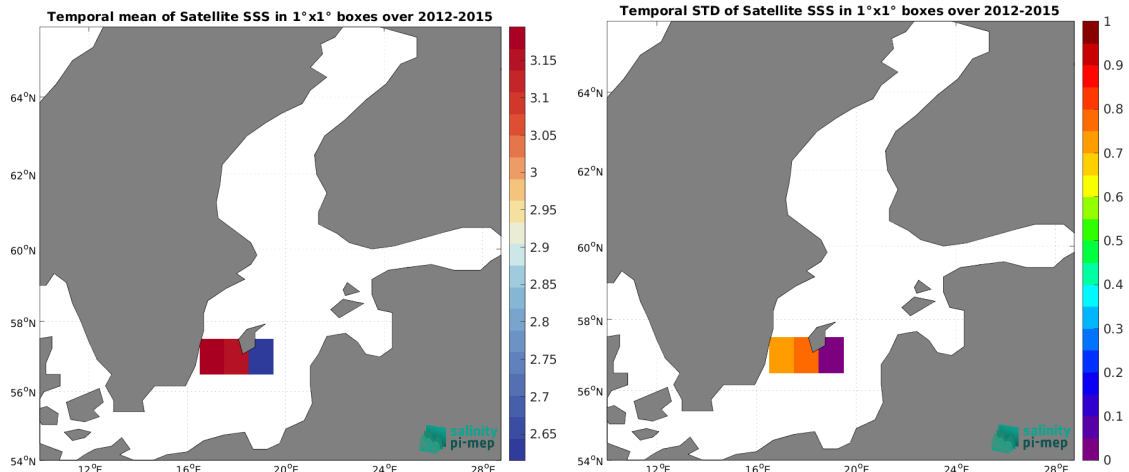 Temporal mean of Satellite SSS in 1°x1° boxes over 2012-2015
64°N
62°N
60°N
58°N
56°N
54°N
12°E
16°E
20°E
24°E
28°E
3.15
3.1
3.05
3
2.95
2.9
2.85
2.8
2.75
2.7
2.65
salinity
pi-mep
Temporal STD of Satellite SSS in 1°x1° boxes over 2012-2015
64°N
62°N
60°N
58°N
56°N
54°N
12°E
16°E
20°E
24°E
28°E
1
0.9
0.8
0.7
0.6
0.5
0.4
0.3
0.2
0.1
0
salinity
pi-mep